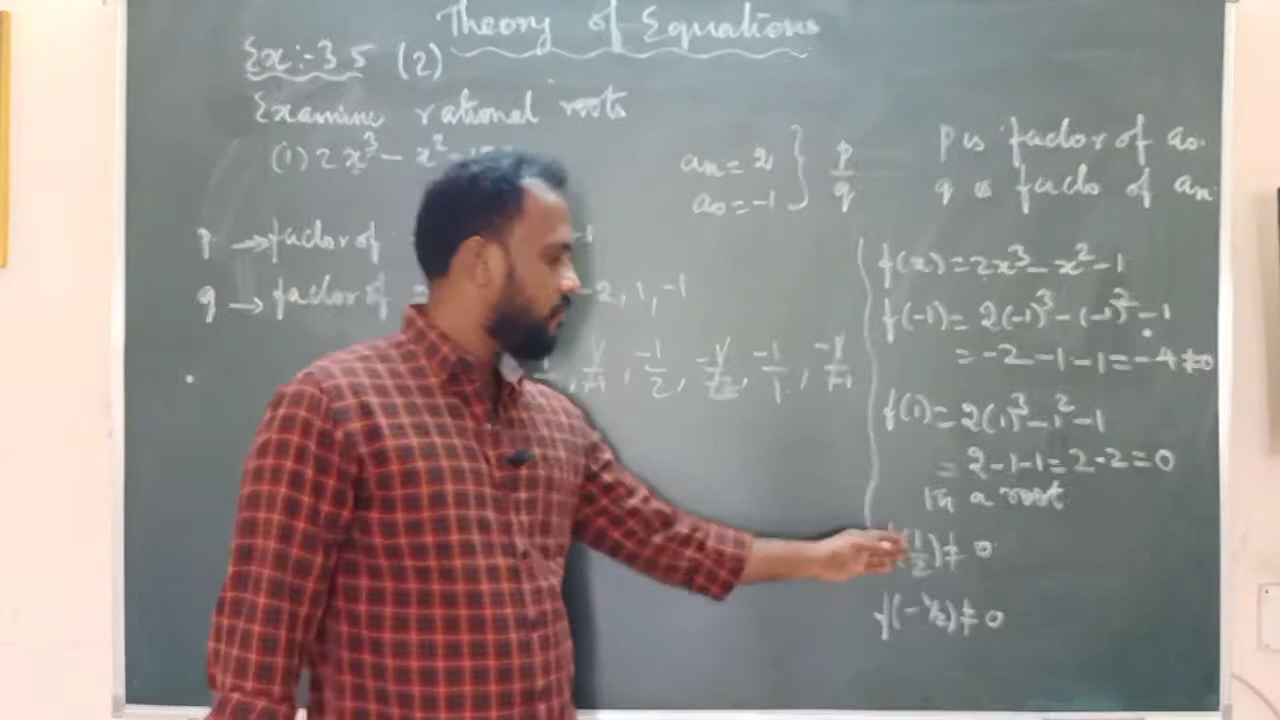 Theory of Equations
Ex:- 3.5 (2)
Examine rational roots
(i) 2x³ - x²
aₙ = 2
a₀ = -1
} p/q
p is factor of a₀.
q is facto of aₙ.
p → factor of -1
q → factor of = -2, 1, -1
, 1/-1, -1/2, -1/-2, -1/1, -1/-1
f(x) = 2x³ - x² - 1
f(-1) = 2(-1)³ - (-1)² - 1
= -2 - 1 - 1 = -4 ≠ 0
f(1) = 2(1)³ - 1² - 1
= 2 - 1 - 1 = 2 - 2 = 0
a root
(1/2) ≠ 0
f(-1/2) ≠ 0